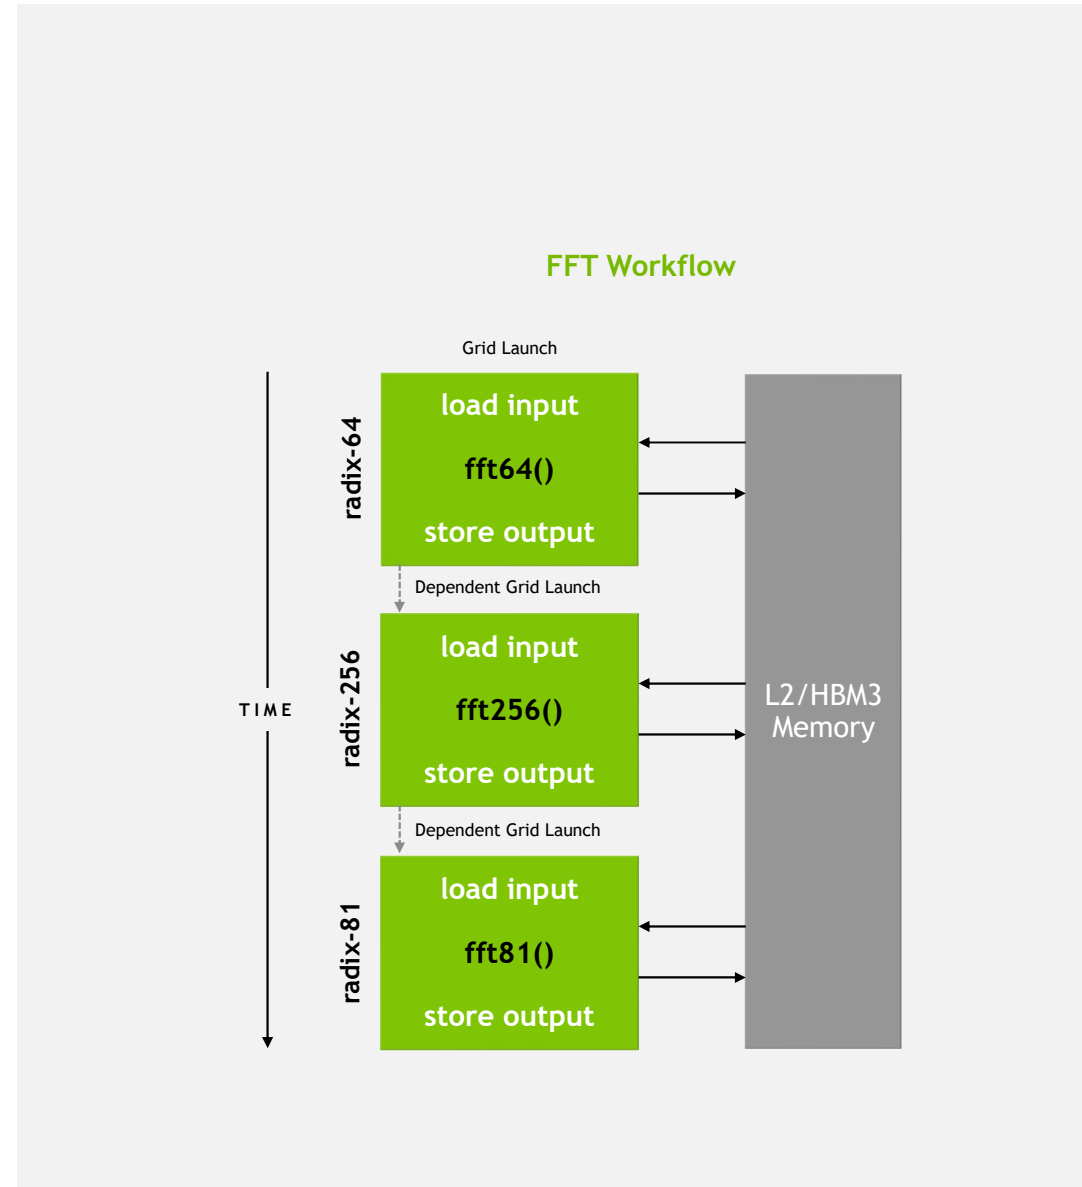 FFT Workflow
Grid Launch
radix-64
load input
fft64()
store output
Dependent Grid Launch
radix-256
load input
fft256()
store output
TIME
L2/HBM3
Memory
Dependent Grid Launch
radix-81
load input
fft81()
store output